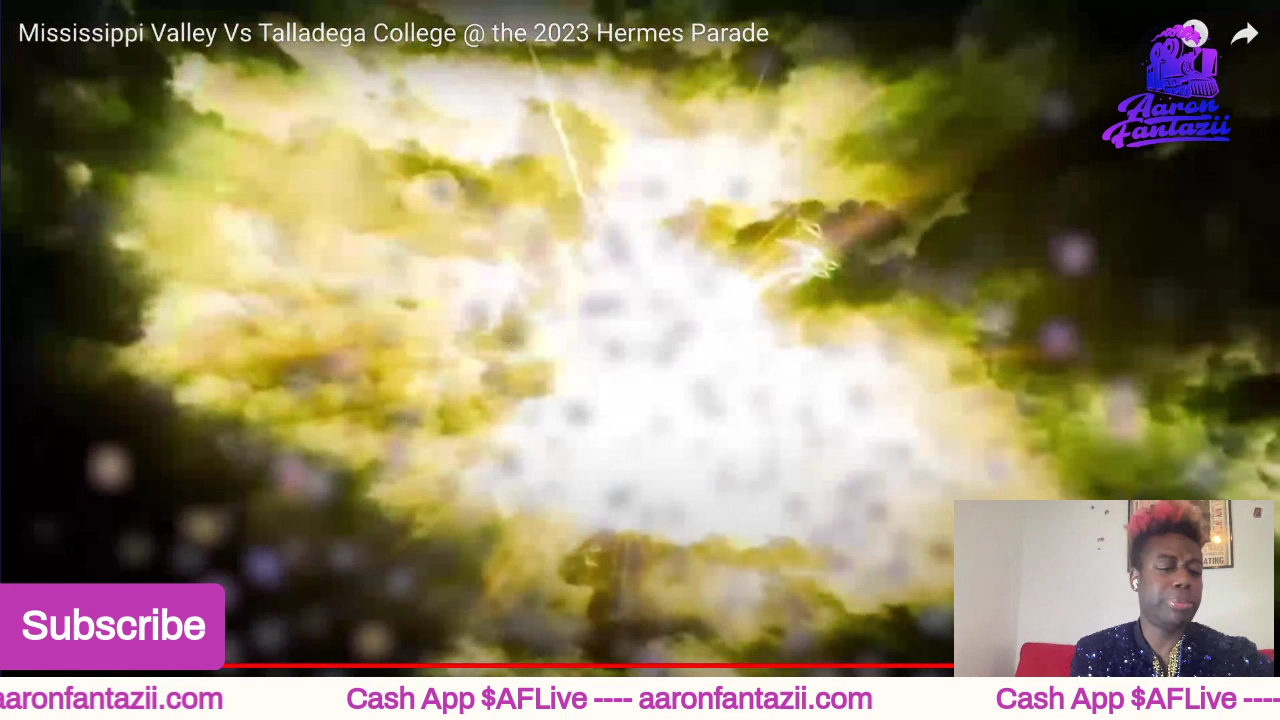 Mississippi Valley Vs Talladega College @ the 2023 Hermes Parade
Aaron
Fantazii
ATING
Subscribe
aaronfantazii.com Cash App $AFLive ---- aaronfantazii.com Cash App $AFLive ----